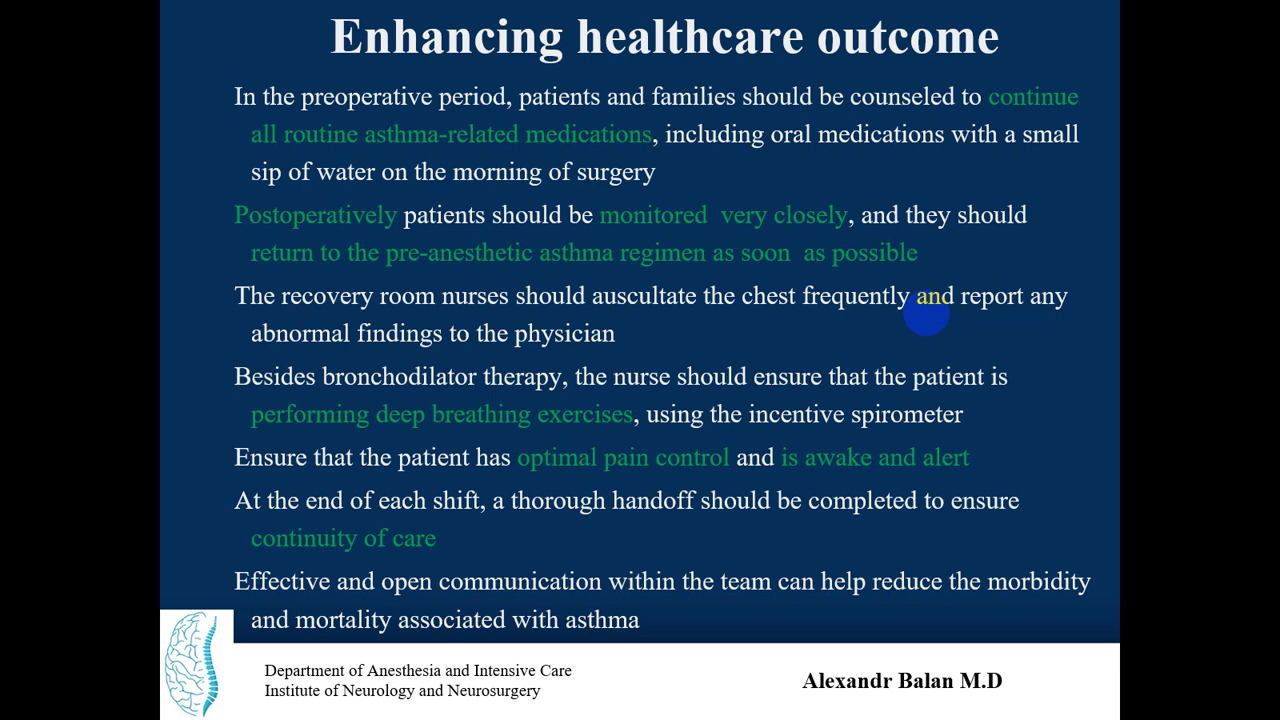 Enhancing healthcare outcome
In the preoperative period, patients and families should be counseled to continue
all routine asthma-related medications, including oral medications with a small
sip of water on the morning of surgery
Postoperatively patients should be monitored  very closely, and they should
return to the pre-anesthetic asthma regimen as soon  as possible
The recovery room nurses should auscultate the chest frequently and report any
abnormal findings to the physician
Besides bronchodilator therapy, the nurse should ensure that the patient is
performing deep breathing exercises, using the incentive spirometer
Ensure that the patient has optimal pain control and is awake and alert
At the end of each shift, a thorough handoff should be completed to ensure
continuity of care
Effective and open communication within the team can help reduce the morbidity
and mortality associated with asthma
Department of Anesthesia and Intensive Care
Institute of Neurology and Neurosurgery
Alexandr Balan M.D